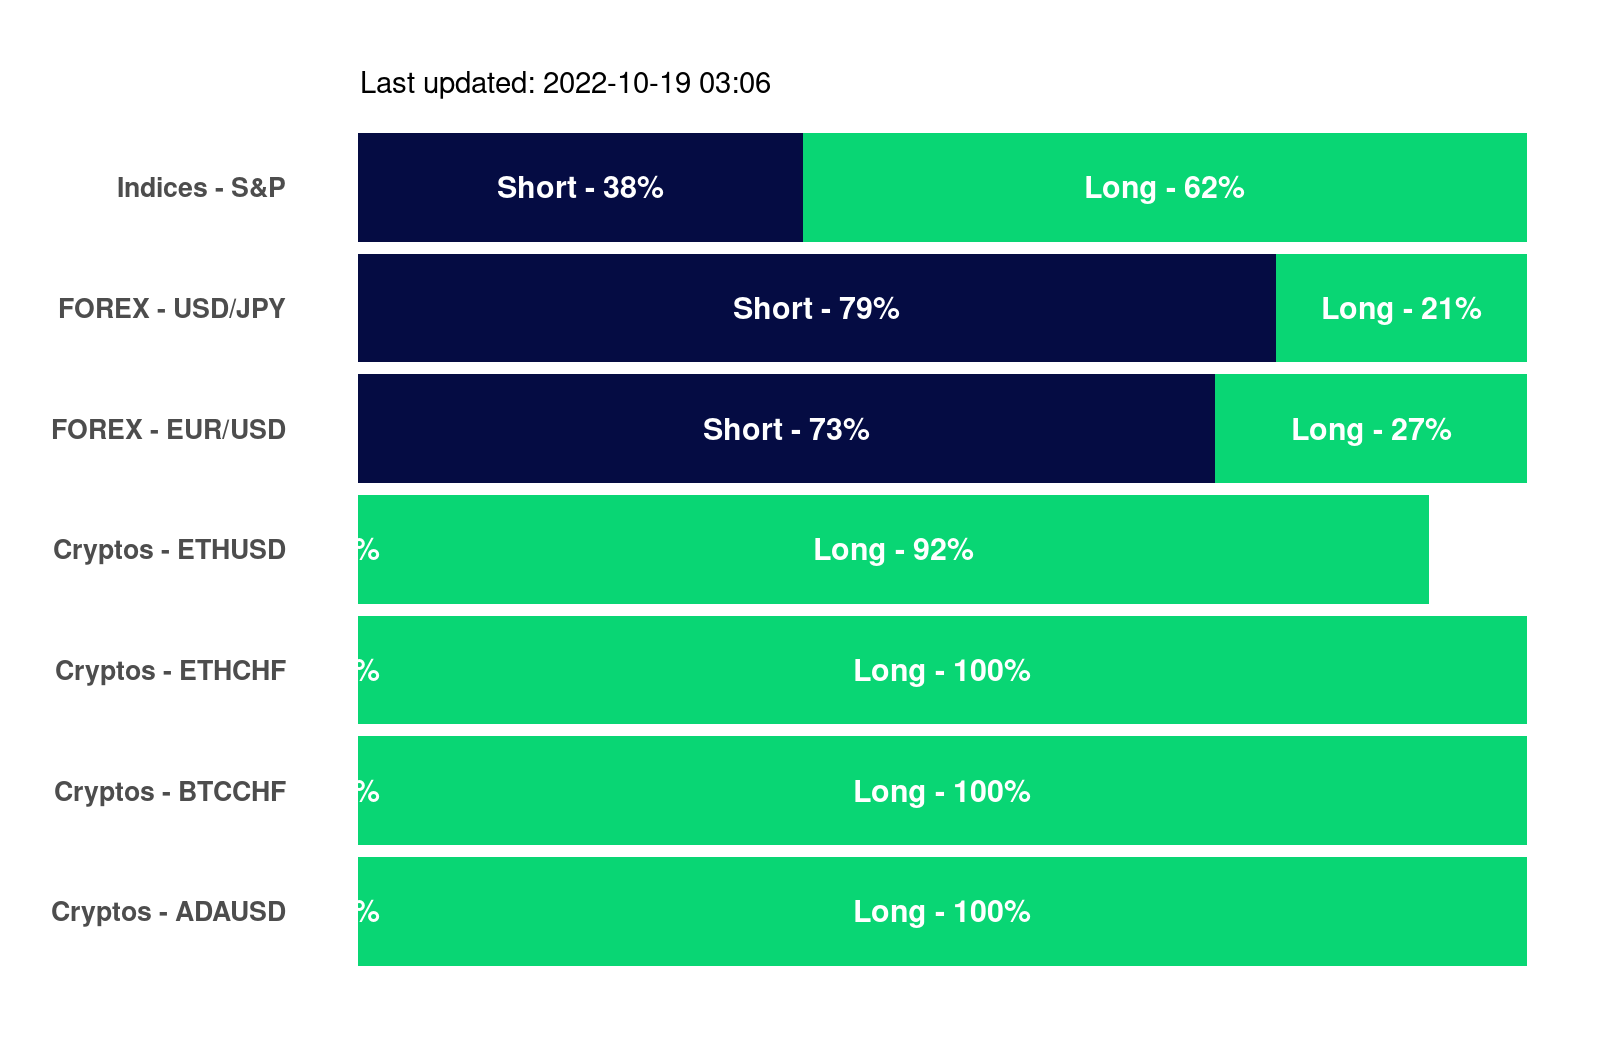 Last updated: 2022-10-19 03:06
Indices - S&P Short - 38% Long - 62%
FOREX - USD/JPY Short - 79% Long - 21%
FOREX - EUR/USD Short - 73% Long - 27%
Cryptos - ETHUSD % Long - 92%
Cryptos - ETHCHF % Long - 100%
Cryptos - BTCCHF % Long - 100%
Cryptos - ADAUSD % Long - 100%